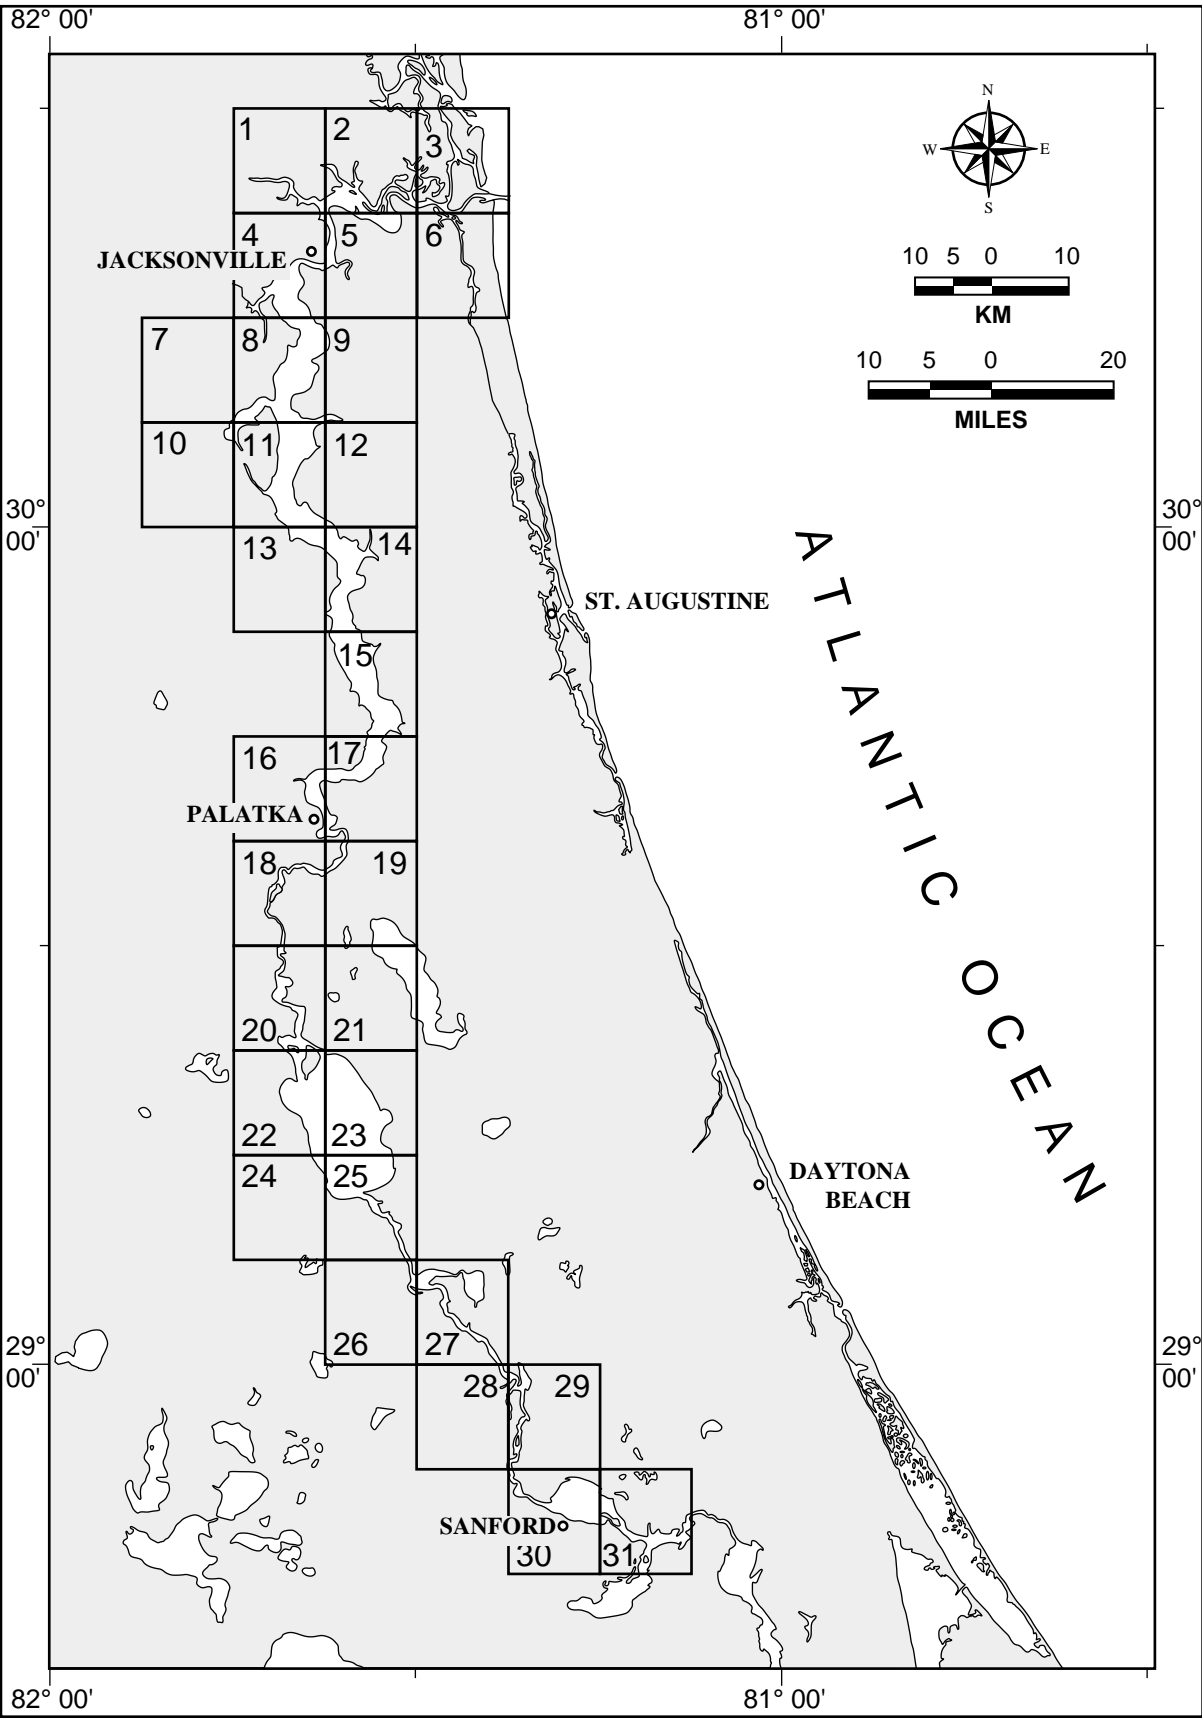 82° 00'
81° 00'
N
W
E
S
1
2
3
4
5
6
JACKSONVILLE
10 5 0 10
KM
7
8
9
10 5 0 20
MILES
10
11
12
30°
00'
30°
00'
13
14
ATLANTIC OCEAN
ST. AUGUSTINE
15
16
17
PALATKA
18
19
20
21
22
23
24
25
DAYTONA
BEACH
26
27
29°
00'
29°
00'
28
29
SANFORD
30
31
82° 00'
81° 00'